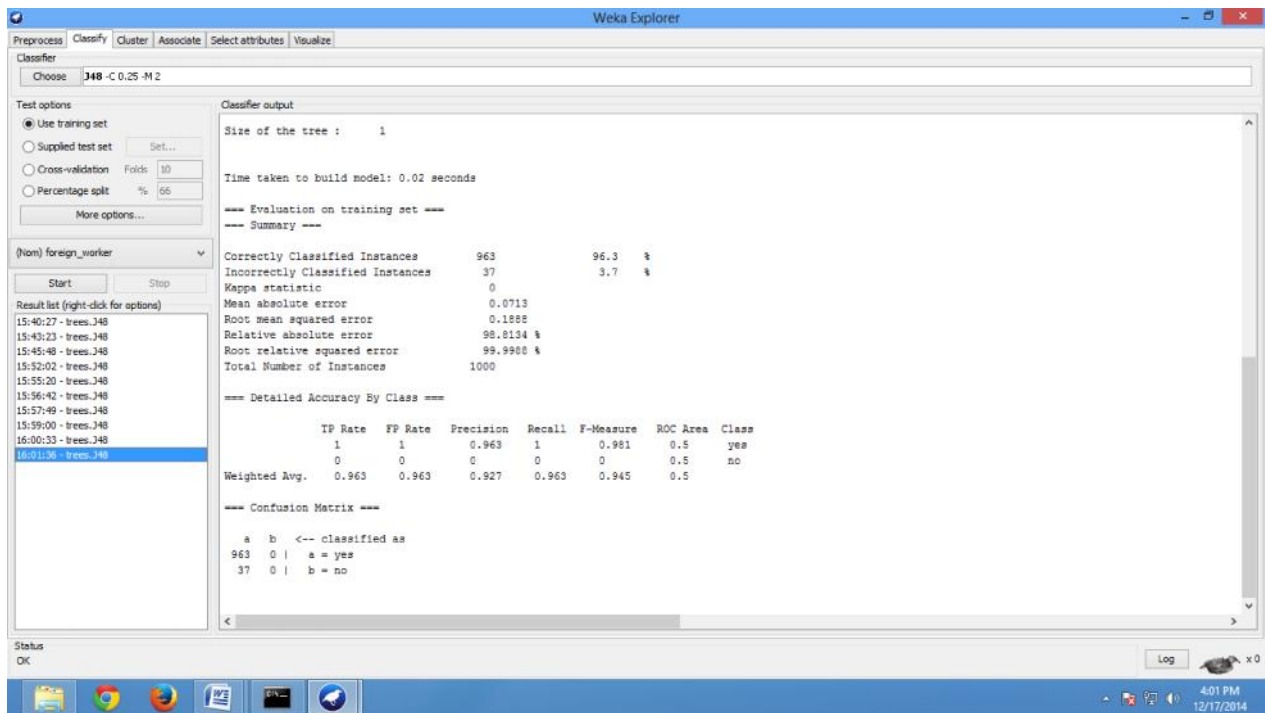 Weka Explorer
Preprocess Classify Cluster Associate Select attributes Visualize
Classifier
Choose J48 -C 0.25 -M 2
Test options
Use training set
Supplied test set Set...
Cross-validation Folds 10
Percentage split % 66
More options...
(Nom) foreign_worker
Start Stop
Result list (right-click for options)
15:40:27 - trees.J48
15:43:23 - trees.J48
15:45:48 - trees.J48
15:52:02 - trees.J48
15:55:20 - trees.J48
15:56:42 - trees.J48
15:57:49 - trees.J48
15:59:00 - trees.J48
16:00:33 - trees.J48
16:01:36 - trees.J48
Classifier output
Size of the tree : 1
Time taken to build model: 0.02 seconds
=== Evaluation on training set ===
=== Summary ===
Correctly Classified Instances 963 96.3 %
Incorrectly Classified Instances 37 3.7 %
Kappa statistic 0
Mean absolute error 0.0713
Root mean squared error 0.1888
Relative absolute error 98.8134 %
Root relative squared error 99.9988 %
Total Number of Instances 1000
=== Detailed Accuracy By Class ===
TP Rate FP Rate Precision Recall F-Measure ROC Area Class
1 1 0.963 1 0.981 0.5 yes
0 0 0 0 0 0.5 no
Weighted Avg. 0.963 0.963 0.927 0.963 0.945 0.5
=== Confusion Matrix ===
a b <-- classified as
963 0 | a = yes
37 0 | b = no
Status
OK
Log x 0
4:01 PM
12/17/2014